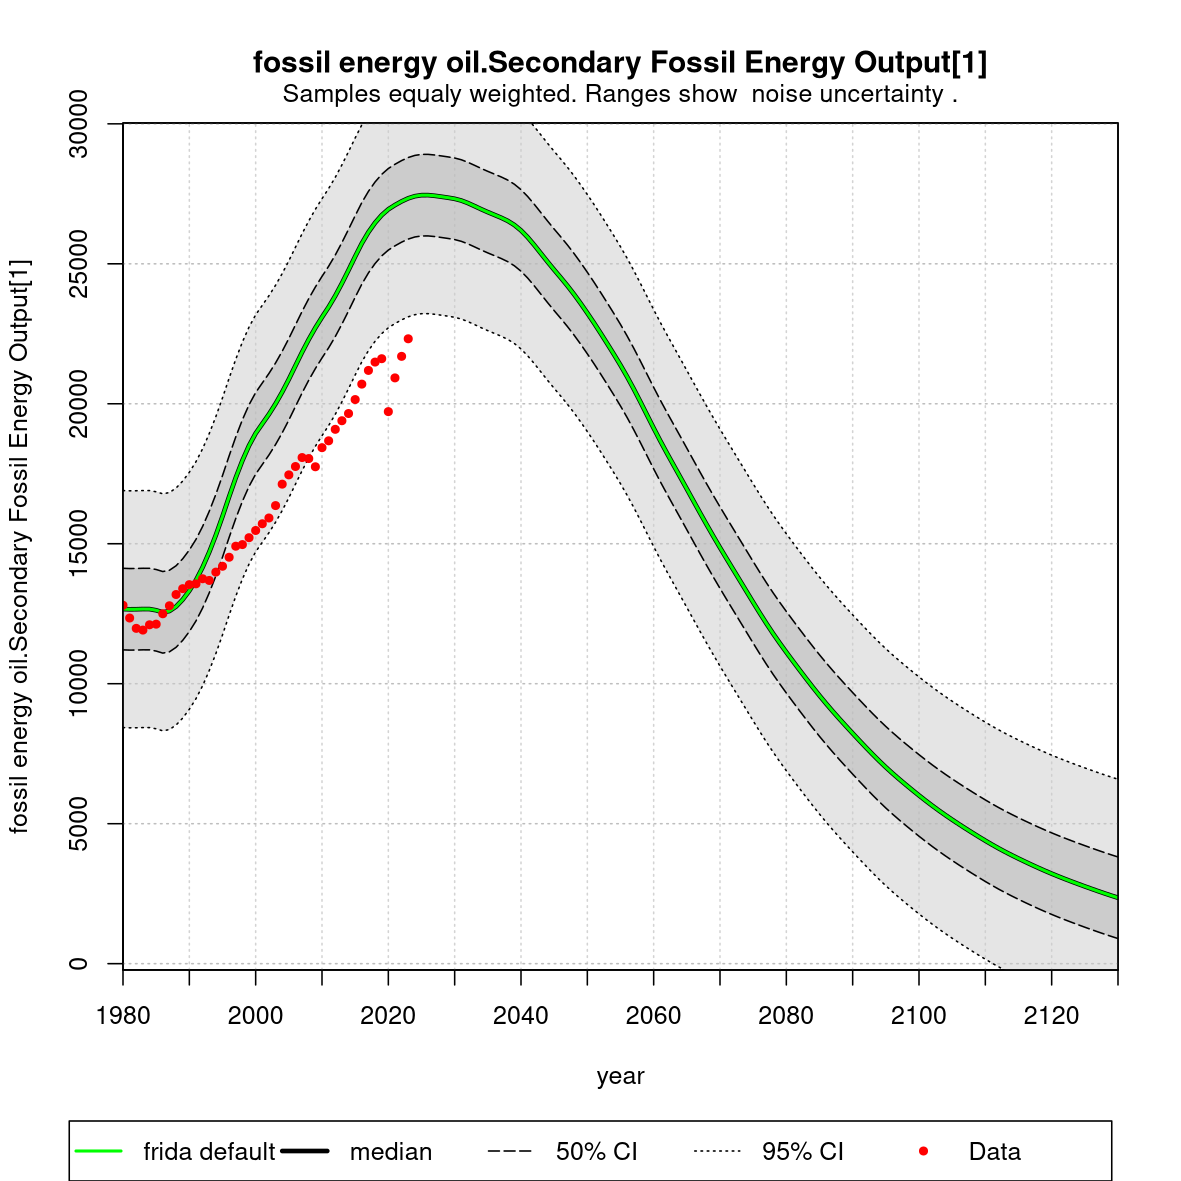 fossil energy oil.Secondary Fossil Energy Output[1]
Samples equaly weighted. Ranges show  noise uncertainty .
fossil energy oil.Secondary Fossil Energy Output[1]
30000
25000
20000
15000
10000
5000
0
1980 2000 2020 2040 2060 2080 2100 2120
year
frida default median 50% CI 95% CI Data